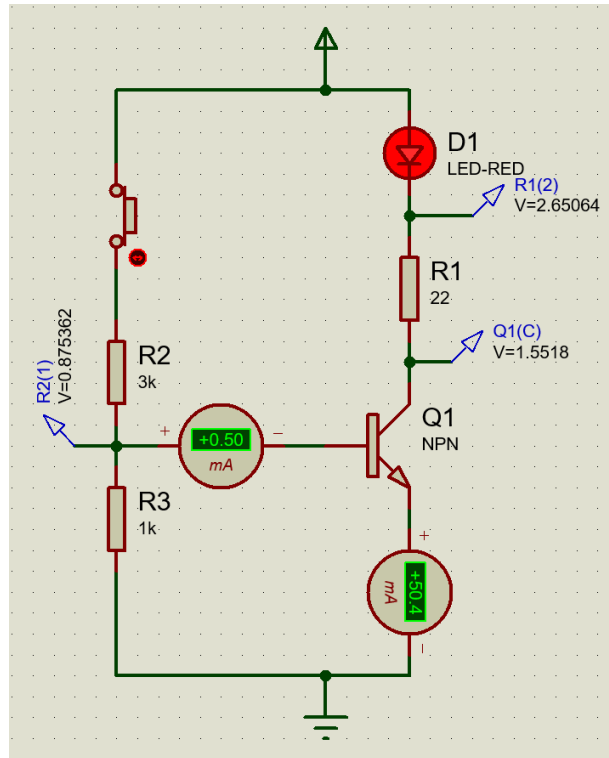 D1
LED-RED
R1(2)
V=2.65064
R1
22
Q1(C)
V=1.5518
R2(1)
V=0.875362
R2
3k
+
+0.50
mA
−
Q1
NPN
R3
1k
+
+50.4
mA
−